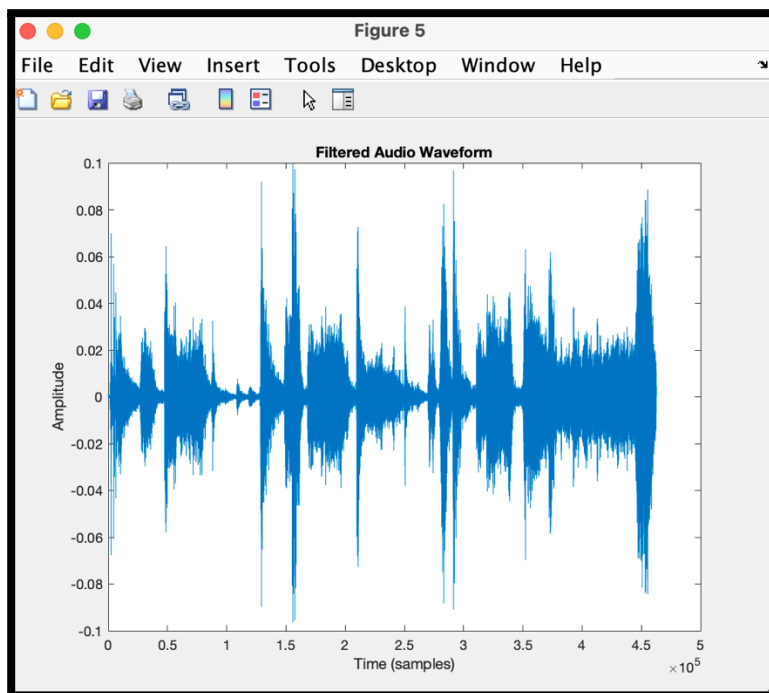 Figure 5
File Edit View Insert Tools Desktop Window Help
Filtered Audio Waveform
0.1
0.08
0.06
0.04
0.02
0
-0.02
-0.04
-0.06
-0.08
-0.1
Amplitude
0 0.5 1 1.5 2 2.5 3 3.5 4 4.5 5
Time (samples)
×10⁵